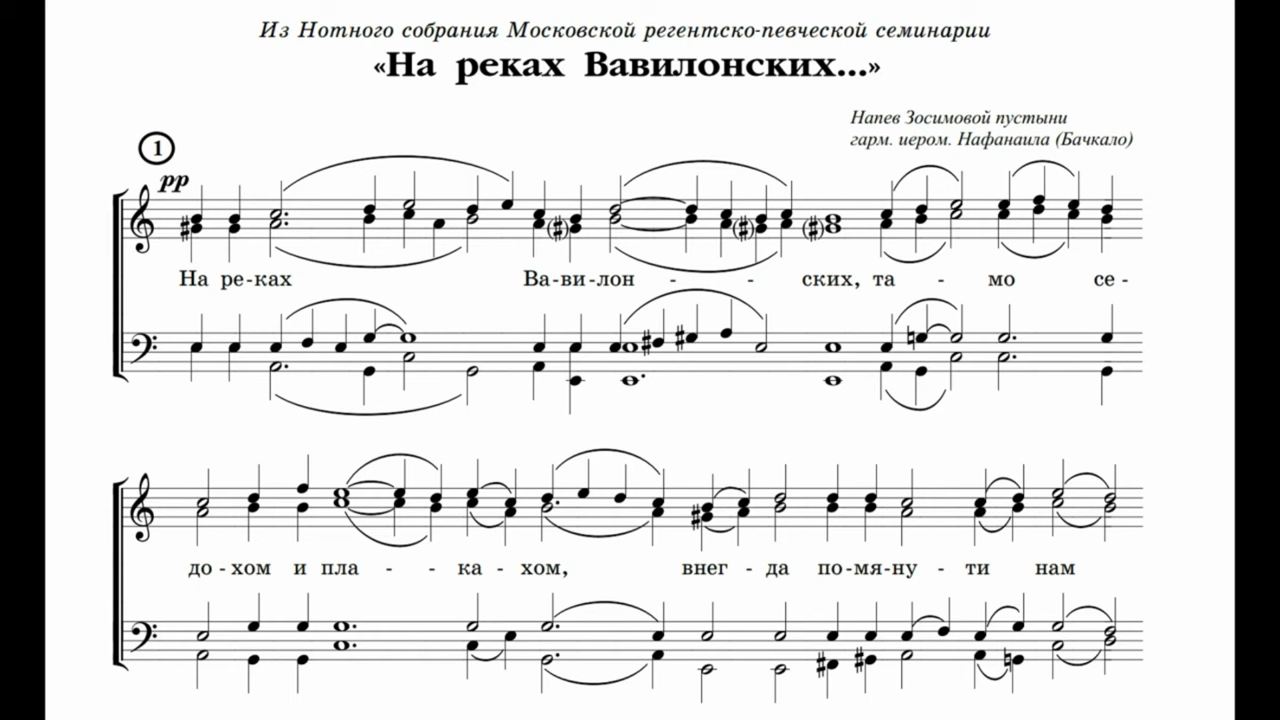 Из Нотного собрания Московской регентско-певческой семинарии
«На реках Вавилонских...»
Напев Зосимовой пустыни
гарм. иером. Нафанаила (Бачкало)
1
pp
На ре-ках Ва-ви-лон - - ских, та - мо се-
до-хом и пла - - ка - хом, внег - да по-мя-ну - ти нам